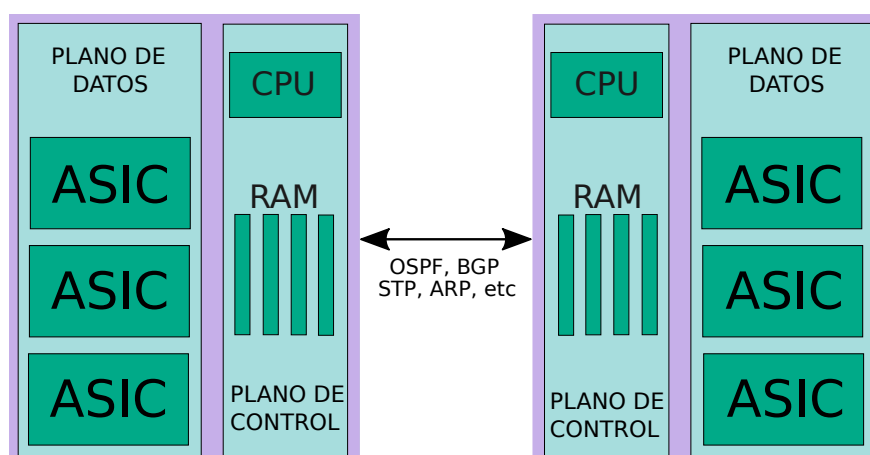 PLANO DE
DATOS
ASIC
ASIC
ASIC
CPU
RAM
PLANO DE
CONTROL
OSPF, BGP
STP, ARP, etc
CPU
RAM
PLANO DE
CONTROL
PLANO DE
DATOS
ASIC
ASIC
ASIC